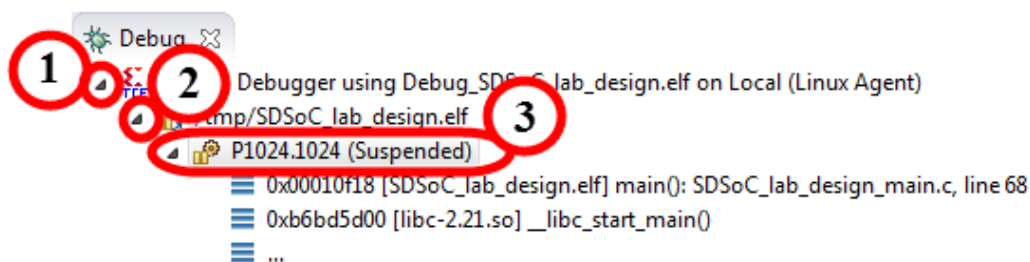 Debug
1 2 Debugger using Debug_SDSoC_lab_design.elf on Local (Linux Agent)
/tmp/SDSoC_lab_design.elf 3
P1024.1024 (Suspended)
0x00010f18 [SDSoC_lab_design.elf] main(): SDSoC_lab_design_main.c, line 68
0xb6bd5d00 [libc-2.21.so] __libc_start_main()
...